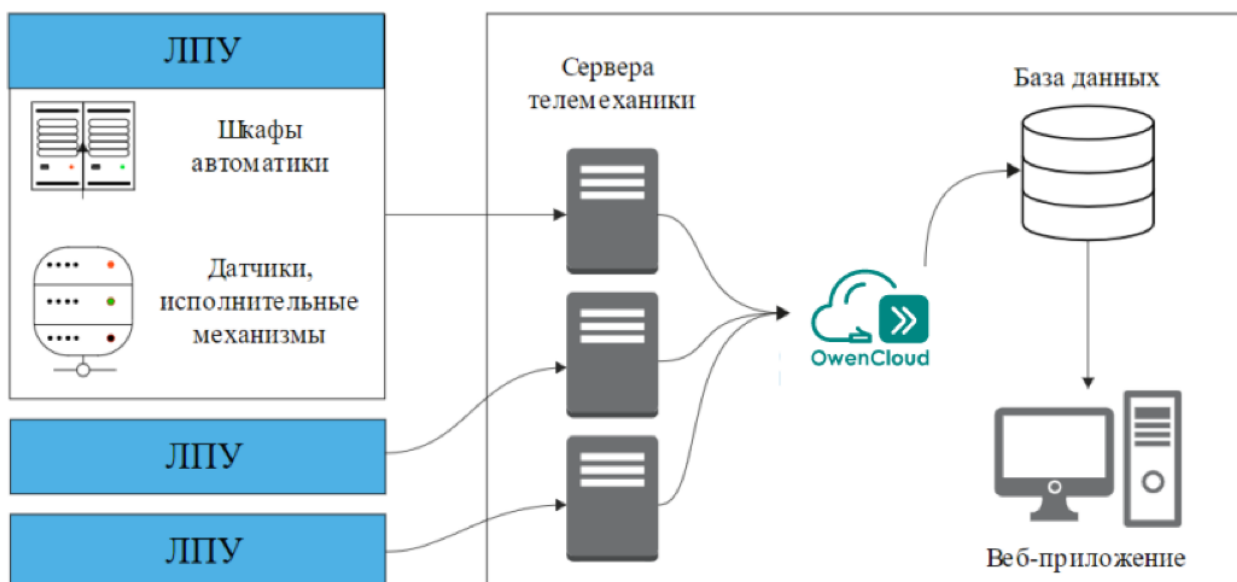 ЛПУ
Шкафы
автоматики
Датчики,
исполнительные
механизмы
ЛПУ
ЛПУ
Сервера
телемеханики
OwenCloud
База данных
Веб-приложение